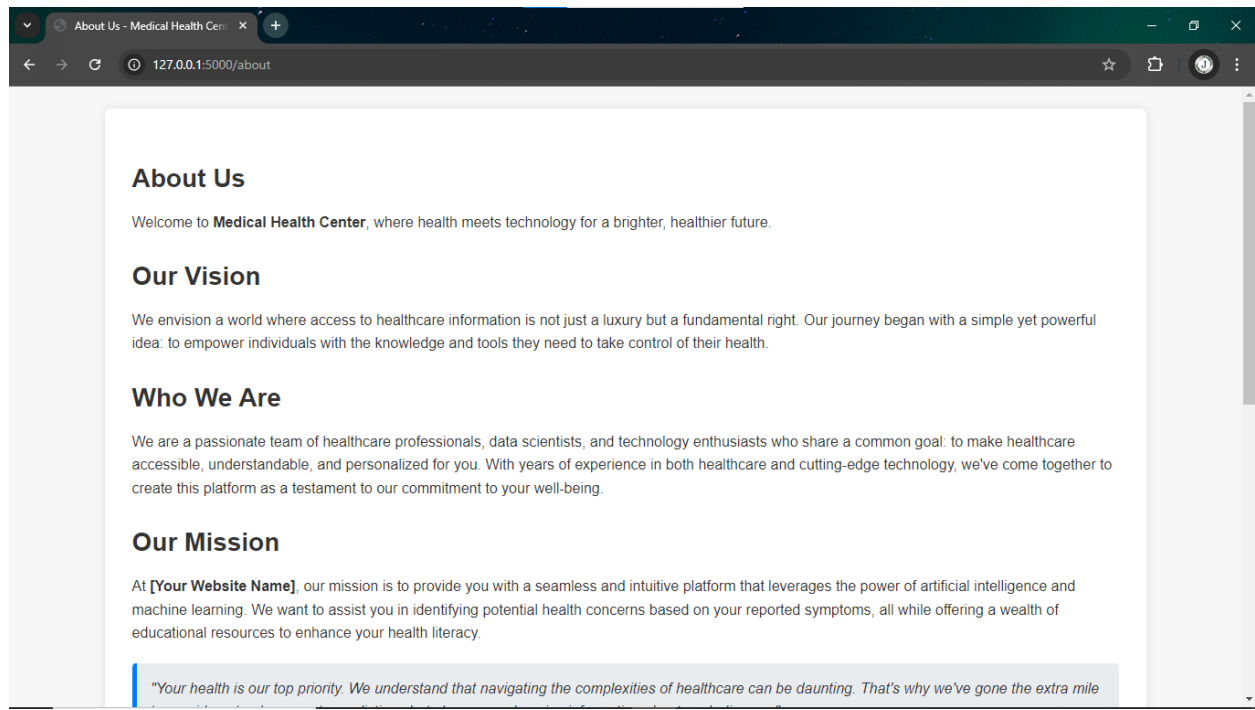 About Us - Medical Health Cen
127.0.0.1:5000/about
J
About Us
Welcome to Medical Health Center, where health meets technology for a brighter, healthier future.
Our Vision
We envision a world where access to healthcare information is not just a luxury but a fundamental right. Our journey began with a simple yet powerful
idea: to empower individuals with the knowledge and tools they need to take control of their health.
Who We Are
We are a passionate team of healthcare professionals, data scientists, and technology enthusiasts who share a common goal: to make healthcare
accessible, understandable, and personalized for you. With years of experience in both healthcare and cutting-edge technology, we've come together to
create this platform as a testament to our commitment to your well-being.
Our Mission
At [Your Website Name], our mission is to provide you with a seamless and intuitive platform that leverages the power of artificial intelligence and
machine learning. We want to assist you in identifying potential health concerns based on your reported symptoms, all while offering a wealth of
educational resources to enhance your health literacy.
"Your health is our top priority. We understand that navigating the complexities of healthcare can be daunting. That's why we've gone the extra mile